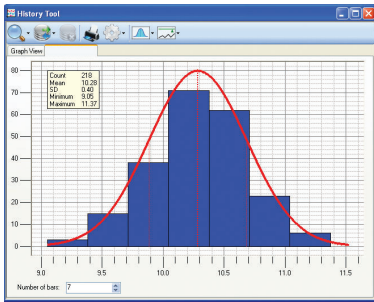 History Tool
Graph View
Count 218
Mean 10.28
SD 0.40
Minimum 9.05
Maximum 11.37
80
70
60
50
40
30
20
10
0
9.0 9.5 10.0 10.5 11.0 11.5
Number of bars: 7